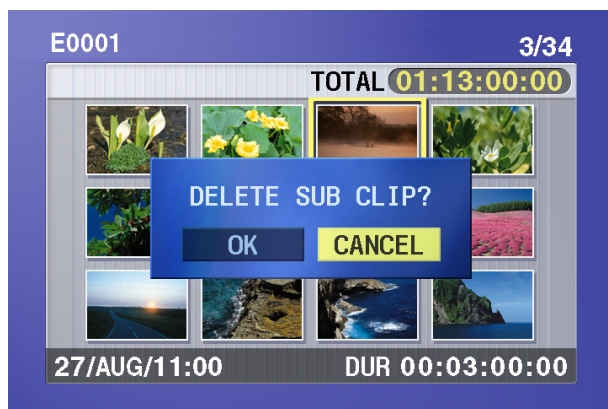 E0001
3/34
TOTAL 01:13:00:00
DELETE SUB CLIP?
OK
CANCEL
27/AUG/11:00
DUR 00:03:00:00